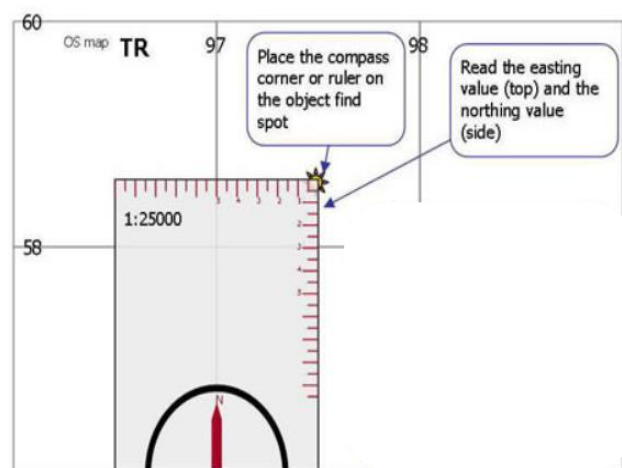 60
OS map TR 97 98
Place the compass
corner or ruler on
the object find
spot
Read the easting
value (top) and the
northing value
(side)
1:25000
58
N